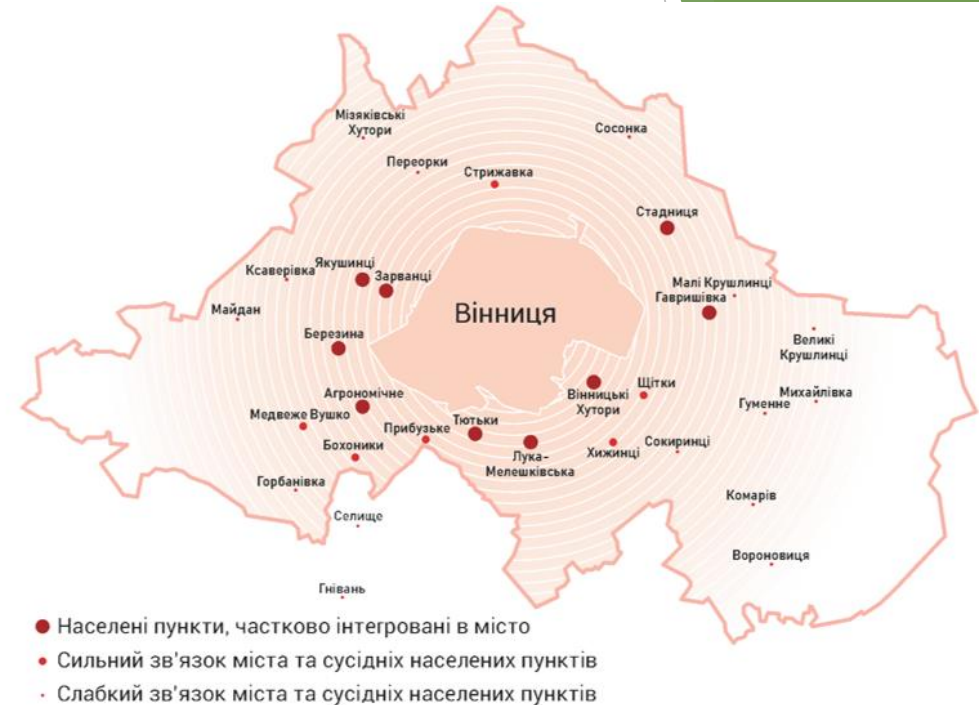 Мізяківські
Хутори
Сосонка
Переорки
Стрижавка
Стадниця
Якушинці
Зарванці
Ксаверівка
Малі Крушлинці
Гавришівка
Майдан
Вінниця
Березина
Великі
Крушлинці
Агрономічне
Вінницькі
Хутори
Щітки
Михайлівка
Гуменне
Медвеже Вушко
Прибузьке
Тютьки
Бохоники
Лука-
Мелешківська
Хижинці
Сокиринці
Горбанівка
Комарів
Селище
Вороновиця
Гнівань
Населені пункти, частково інтегровані в місто
Сильний зв'язок міста та сусідніх населених пунктів
Слабкий зв'язок міста та сусідніх населених пунктів